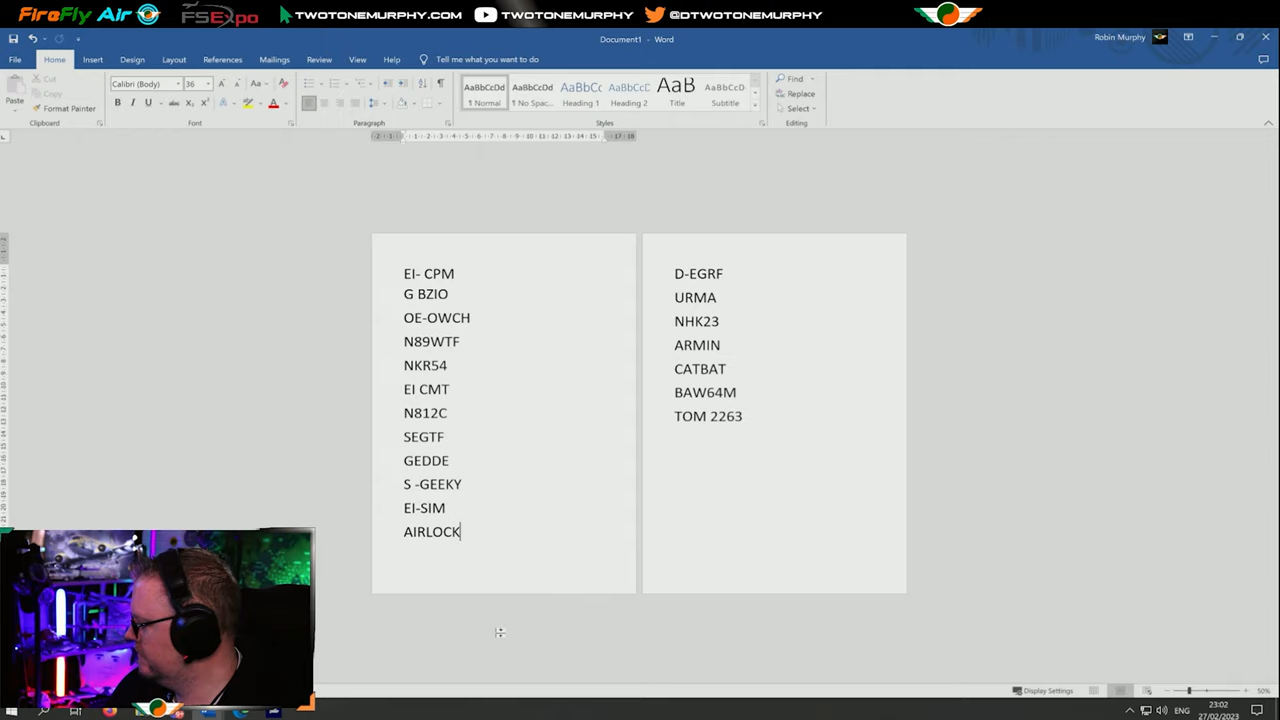 FireFly Air FSExpo TWOTONEMURPHY.COM TWOTONEMURPHY @DTWOTONEMURPHY
Document1 - Word
Robin Murphy
File Home Insert Design Layout References Mailings Review View Help Tell me what you want to do
Paste
Cut
Copy
Format Painter
Clipboard
Calibri (Body) 36
Font
Paragraph
AaBbCcDd AaBbCcDd AaBbCc AaBbCcC AaB AaBbCcD
¶ Normal ¶ No Spac... Heading 1 Heading 2 Title Subtitle
Styles
Find
Replace
Select
Editing
EI- CPM
G BZIO
OE-OWCH
N89WTF
NKR54
EI CMT
N812C
SEGTF
GEDDE
S -GEEKY
EI-SIM
AIRLOCK
D-EGRF
URMA
NHK23
ARMIN
CATBAT
BAW64M
TOM 2263
Display Settings 50%
ENG 23:02
27/02/2023